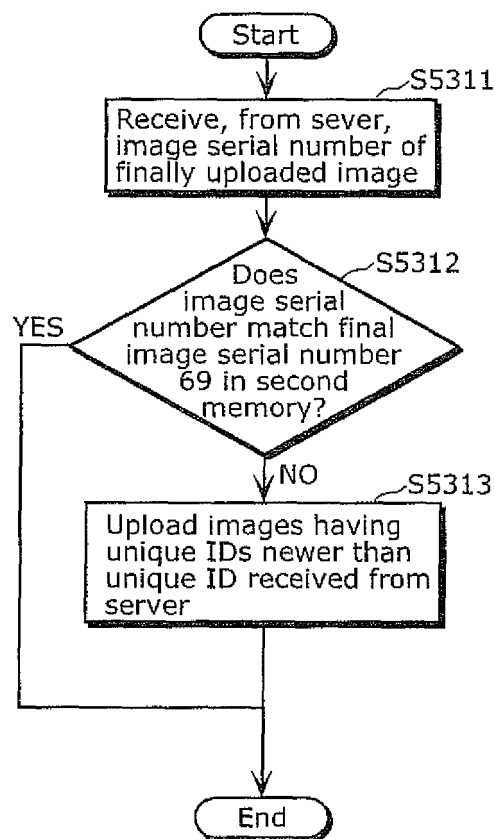 Start
S5311
Receive, from sever,
image serial number of
finally uploaded image
S5312
Does
image serial
number match final
image serial number
69 in second
memory?
YES
NO
S5313
Upload images having
unique IDs newer than
unique ID received from
server
End